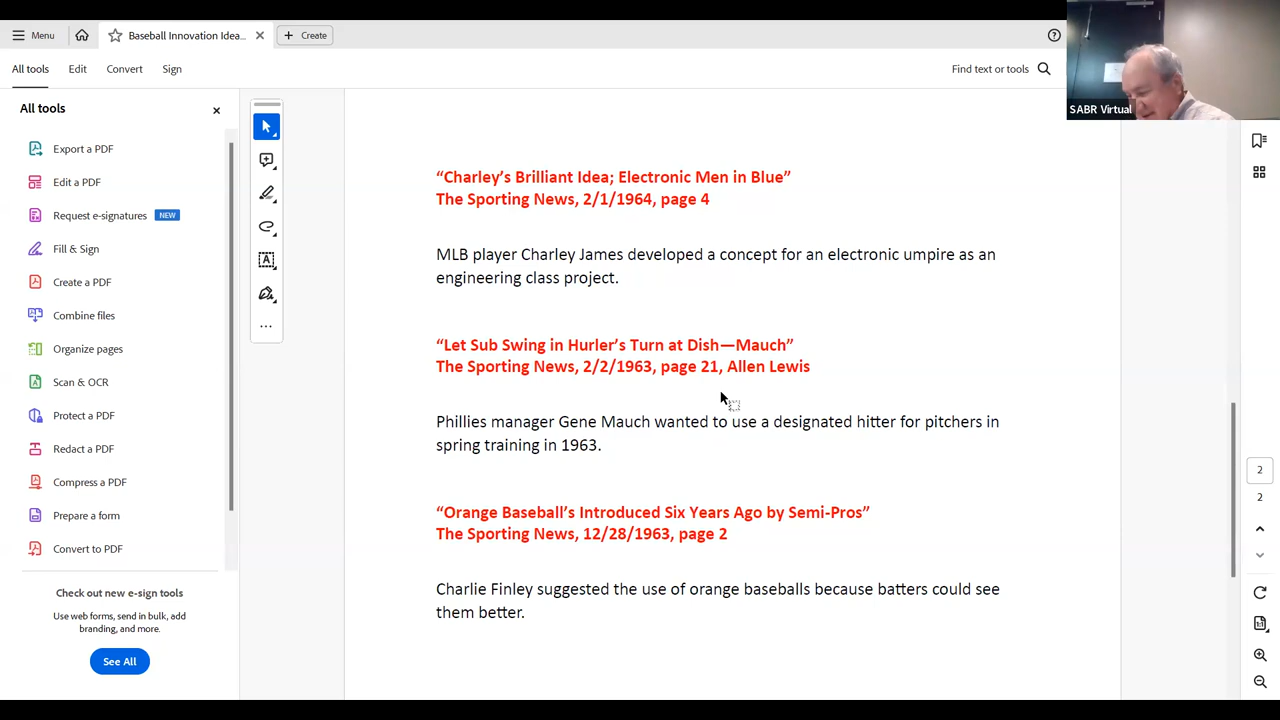 Menu
Baseball Innovation Idea...
Create
All tools
Edit
Convert
Sign
Find text or tools
SABR Virtual
All tools
Export a PDF
Edit a PDF
Request e-signatures NEW
Fill & Sign
Create a PDF
Combine files
Organize pages
Scan & OCR
Protect a PDF
Redact a PDF
Compress a PDF
Prepare a form
Convert to PDF
Check out new e-sign tools
Use web forms, send in bulk, add
branding, and more.
See All
“Charley’s Brilliant Idea; Electronic Men in Blue”
The Sporting News, 2/1/1964, page 4
MLB player Charley James developed a concept for an electronic umpire as an
engineering class project.
“Let Sub Swing in Hurler’s Turn at Dish—Mauch”
The Sporting News, 2/2/1963, page 21, Allen Lewis
Phillies manager Gene Mauch wanted to use a designated hitter for pitchers in
spring training in 1963.
“Orange Baseball’s Introduced Six Years Ago by Semi-Pros”
The Sporting News, 12/28/1963, page 2
Charlie Finley suggested the use of orange baseballs because batters could see
them better.
2
2